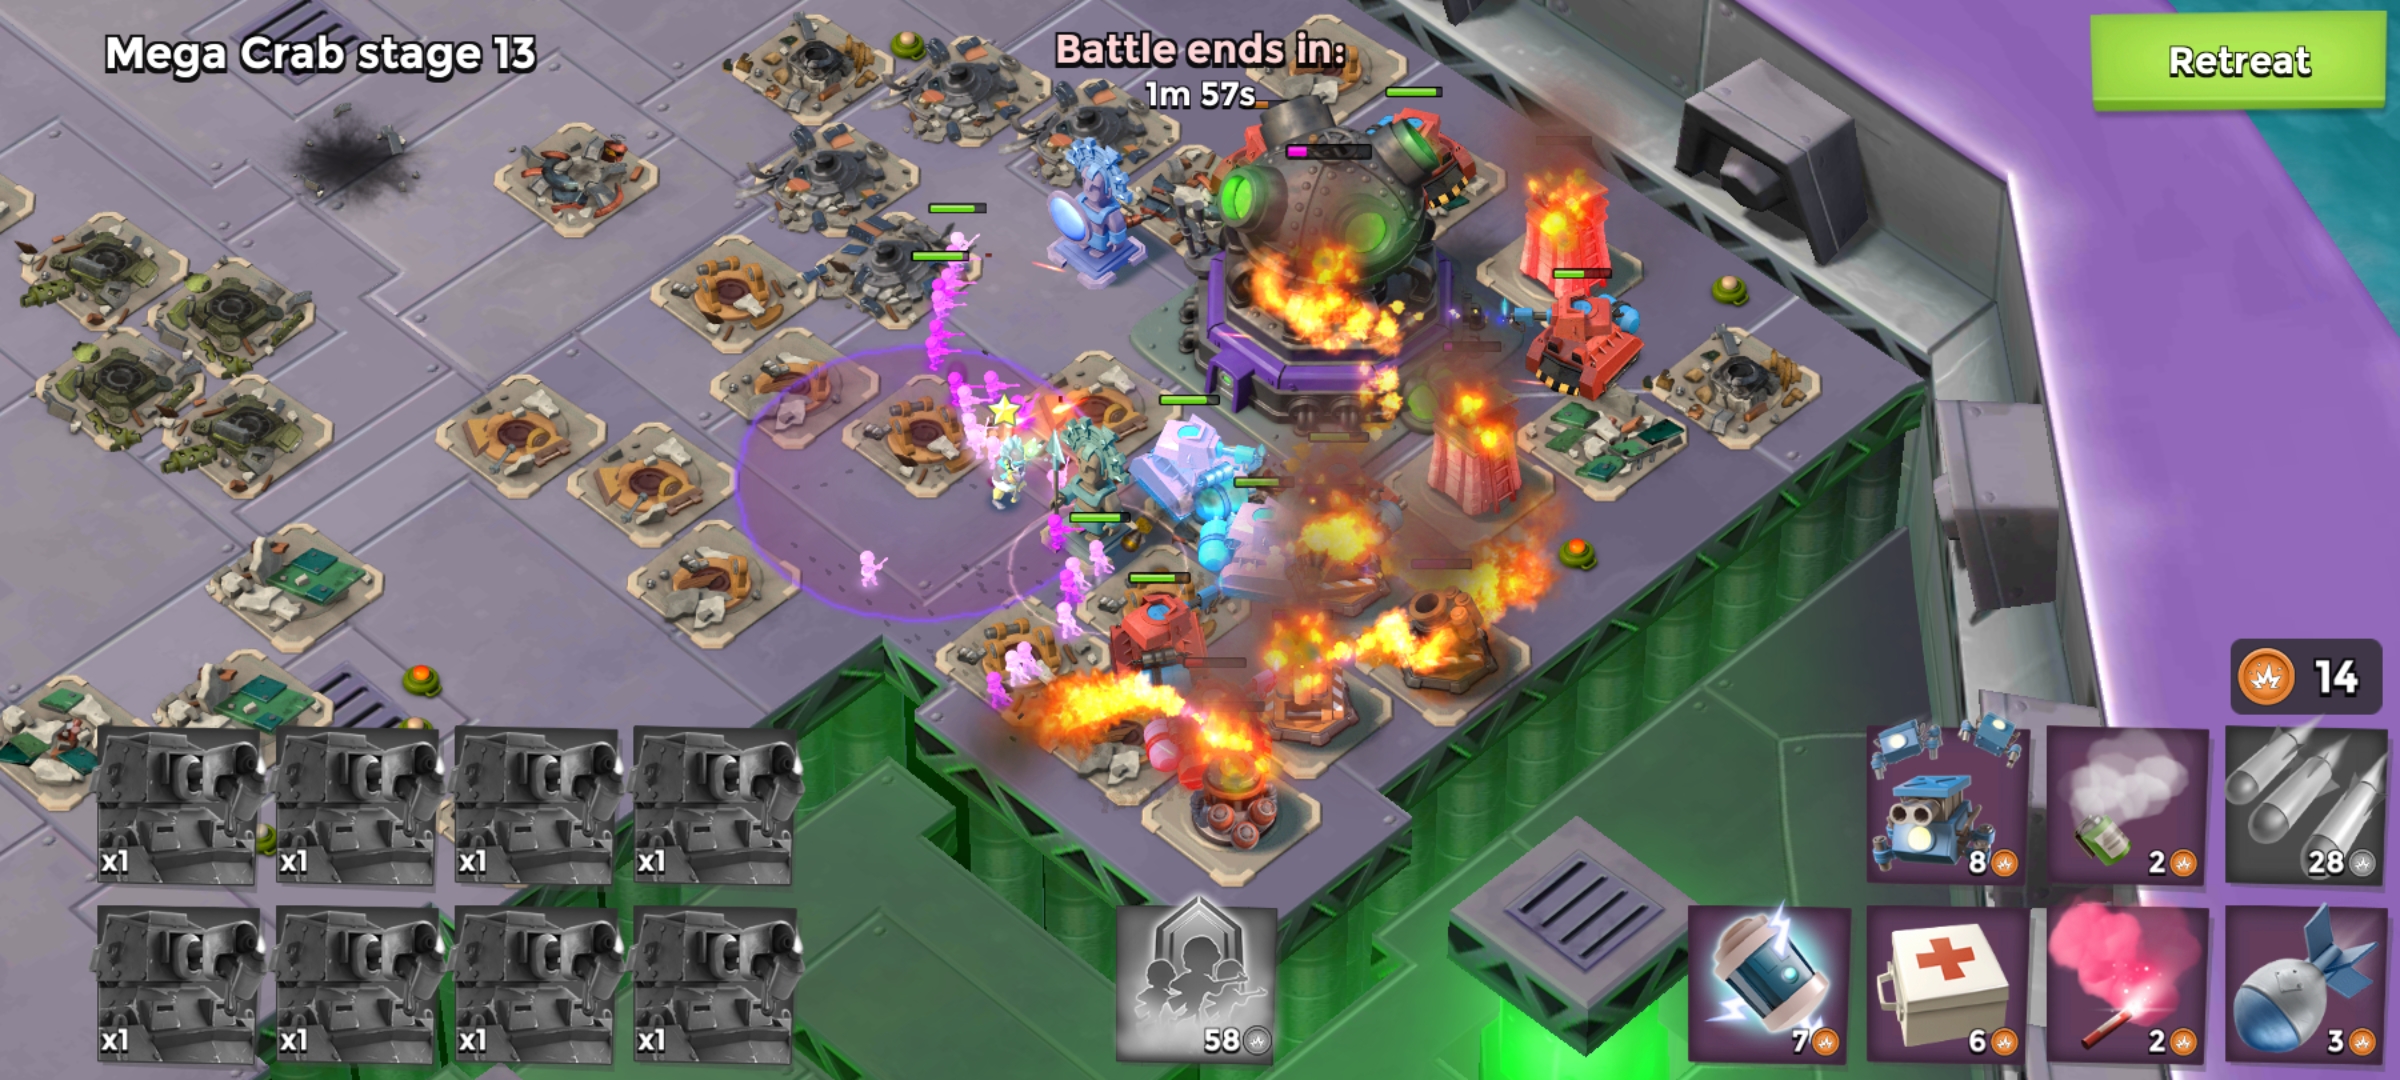 Mega Crab stage 13
Battle ends in:
1m 57s
Retreat
14
x1
x1
x1
x1
8
2
28
x1
x1
x1
x1
58
7
6
2
3